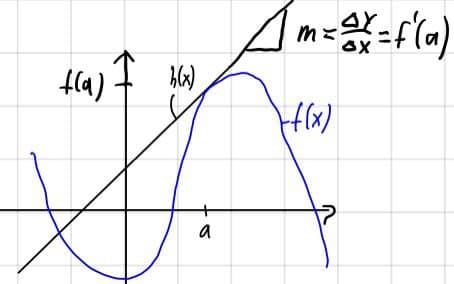 m = ΔY/ΔX = f'(a)
f(a)
h(x)
f(x)
a